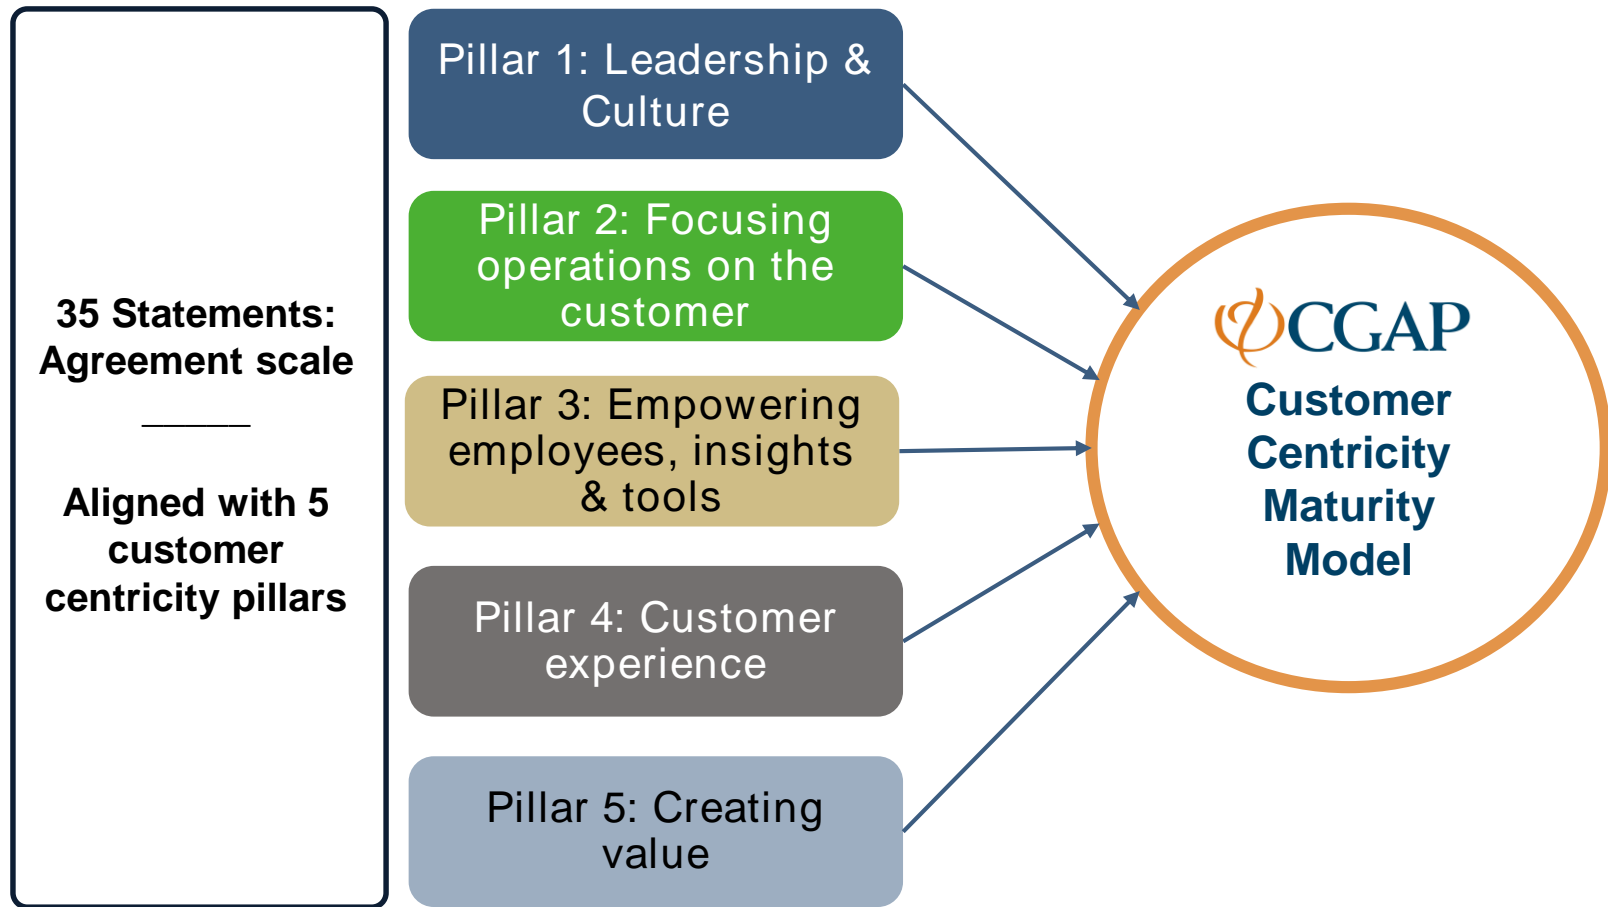 35 Statements:
Agreement scale
_____
Aligned with 5
customer
centricity pillars
Pillar 1: Leadership &
Culture
Pillar 2: Focusing
operations on the
customer
Pillar 3: Empowering
employees, insights
& tools
Pillar 4: Customer
experience
Pillar 5: Creating
value
CGAP
Customer
Centricity
Maturity
Model